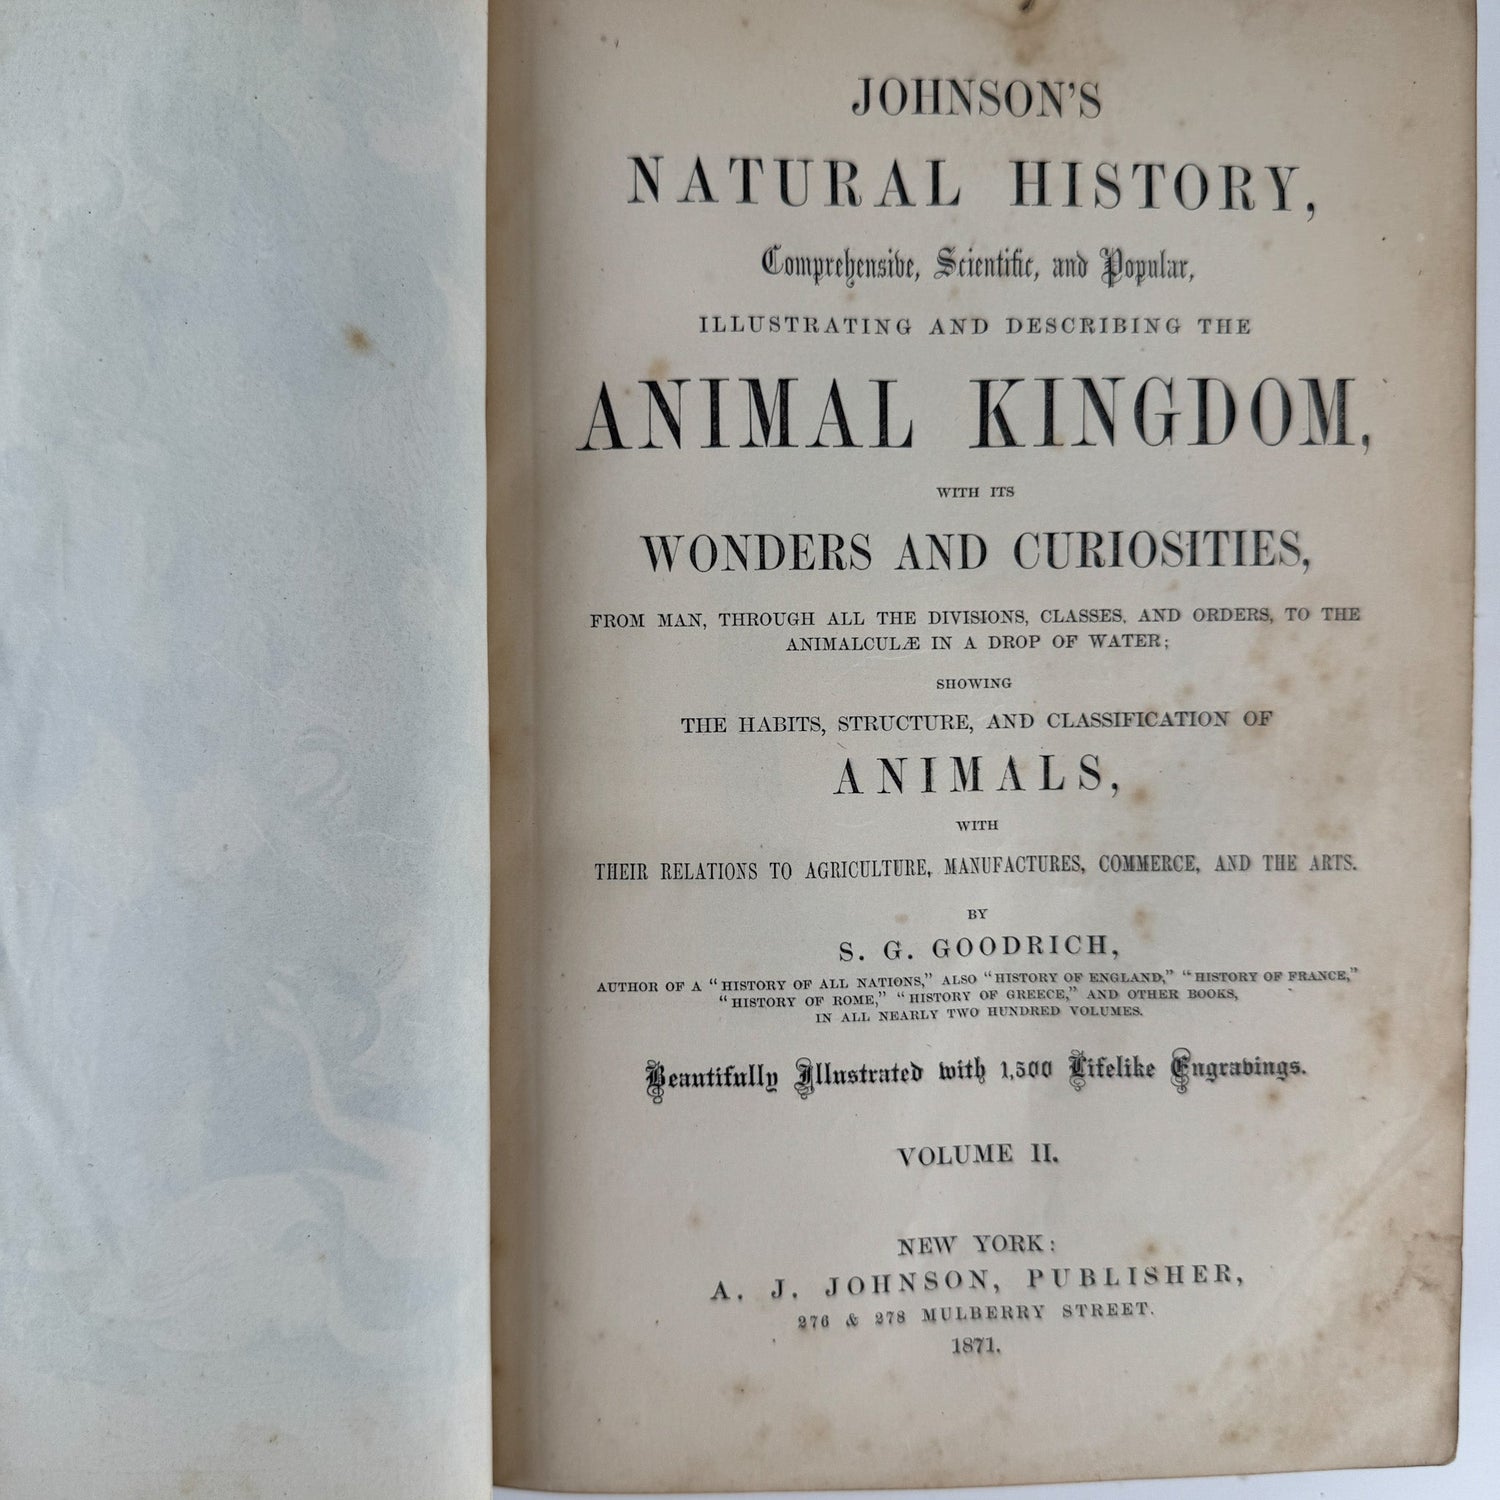 JOHNSON'S
NATURAL HISTORY,
Comprehensive, Scientific, and Popular,
ILLUSTRATING AND DESCRIBING THE
ANIMAL KINGDOM,
WITH ITS
WONDERS AND CURIOSITIES,
FROM MAN, THROUGH ALL THE DIVISIONS, CLASSES, AND ORDERS, TO THE
ANIMALCULÆ IN A DROP OF WATER;
SHOWING
THE HABITS, STRUCTURE, AND CLASSIFICATION OF
ANIMALS,
WITH
THEIR RELATIONS TO AGRICULTURE, MANUFACTURES, COMMERCE, AND THE ARTS.
BY
S. G. GOODRICH,
AUTHOR OF A "HISTORY OF ALL NATIONS," ALSO "HISTORY OF ENGLAND," "HISTORY OF FRANCE,"
"HISTORY OF ROME," "HISTORY OF GREECE," AND OTHER BOOKS,
IN ALL NEARLY TWO HUNDRED VOLUMES.
Beautifully Illustrated with 1,500 Lifelike Engravings.
VOLUME II.
NEW YORK:
A. J. JOHNSON, PUBLISHER,
276 & 278 MULBERRY STREET.
1871.